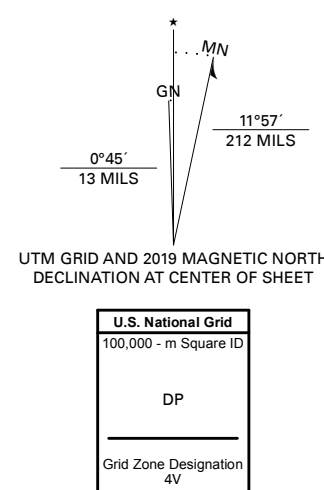 ★
MN
GN
11°57´
212 MILS
0°45´
13 MILS
UTM GRID AND 2019 MAGNETIC NORTH
DECLINATION AT CENTER OF SHEET
U.S. National Grid
100,000 - m Square ID
DP
Grid Zone Designation
4V